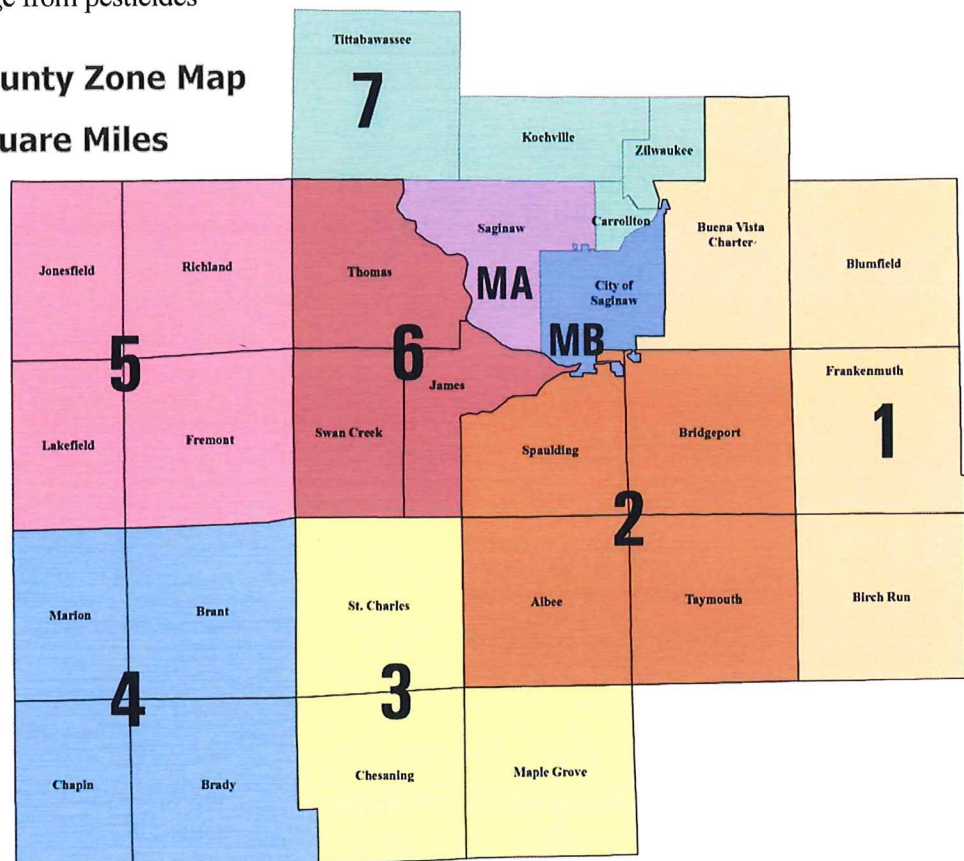 ge from pesticides
unty Zone Map
uare Miles
Tittabawassee
7
Kochville
Zilwaukee
Saginaw
Carrollton
Buena Vista
Charter
Jonesfield
Richland
Thomas
MA
City of
Saginaw
Blumfield
5
6
MB
James
Frankenmuth
1
Lakefield
Fremont
Swan Creek
Spaulding
Bridgeport
2
Marion
Brant
St. Charles
Albee
Taymouth
Birch Run
4
3
Chapin
Brady
Chesaning
Maple Grove